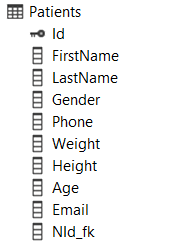 Patients
Id
FirstName
LastName
Gender
Phone
Weight
Height
Age
Email
NId_fk